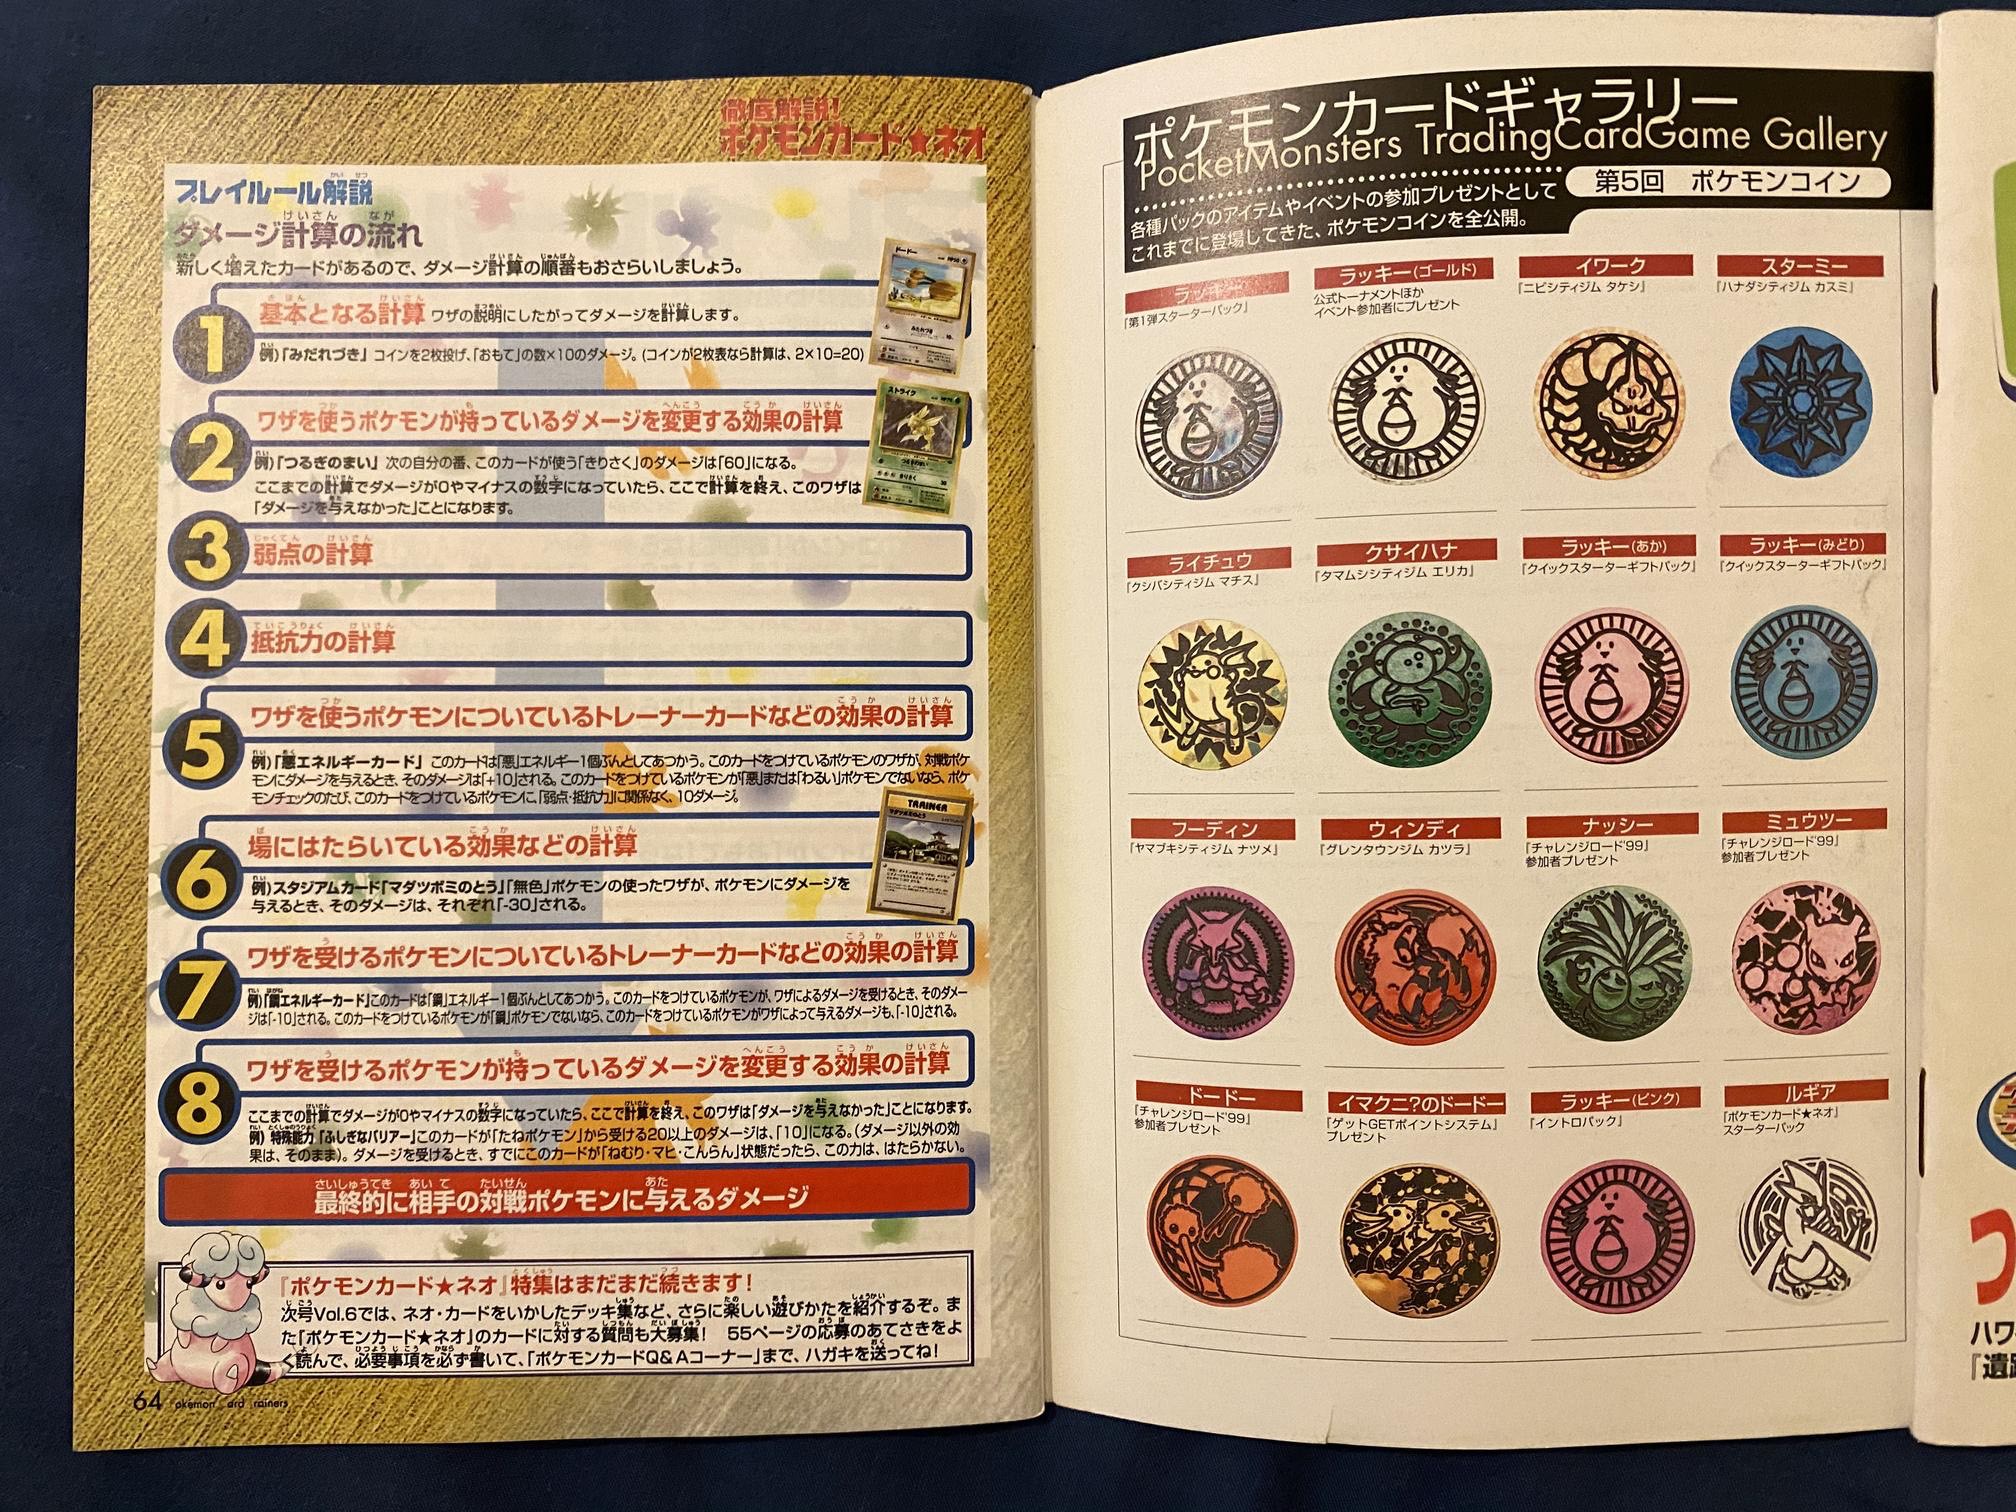 徹底解説!
ポケモンカード★ネオ
プレイルール解説
ダメージ計算の流れ
新しく増えたカードがあるので、ダメージ計算の順番もおさらいしましょう。
1
基本となる計算 ワザの説明にしたがってダメージを計算します。
例)「みだれづき」 コインを2枚投げ、「おもて」の数×10のダメージ。(コインが2枚表なら計算は、2×10=20)
2
ワザを使うポケモンが持っているダメージを変更する効果の計算
例)「つるぎのまい」 次の自分の番、このカードが使う「きりさく」のダメージは「60」になる。
ここまでの計算でダメージが0やマイナスの数字になっていたら、ここで計算を終え、このワザは
「ダメージを与えなかった」ことになります。
3
弱点の計算
4
抵抗力の計算
5
ワザを使うポケモンについているトレーナーカードなどの効果の計算
例)「悪エネルギーカード」 このカードは「悪」エネルギー1個ぶんとしてあつかう。このカードをつけているポケモンのワザが、対戦ポケ
モンにダメージを与えるとき、そのダメージは「+10」される。このカードをつけているポケモンが「悪」または「わるい」ポケモンでないなら、ポケ
モンチェックのたび、このカードをつけているポケモンに、「弱点・抵抗力」に関係なく、10ダメージ。
6
場にはたらいている効果などの計算
例)スタジアムカード「マダツボミのとう」「無色」ポケモンの使ったワザが、ポケモンにダメージを
与えるとき、そのダメージは、それぞれ「-30」される。
7
ワザを受けるポケモンについているトレーナーカードなどの効果の計算
例)「鋼エネルギーカード」このカードは「鋼」エネルギー1個ぶんとしてあつかう。このカードをつけているポケモンが、ワザによるダメージを受けるとき、そのダメー
ジは「-10」される。このカードをつけているポケモンが「鋼」ポケモンでないなら、このカードをつけているポケモンがワザによって与えるダメージも、「-10」される。
8
ワザを受けるポケモンが持っているダメージを変更する効果の計算
ここまでの計算でダメージが0やマイナスの数字になっていたら、ここで計算を終え、このワザは「ダメージを与えなかった」ことになります。
例)特殊能力「ふしぎなバリアー」このカードが「たねポケモン」から受ける20以上のダメージは、「10」になる。(ダメージ以外の効
果は、そのまま)。ダメージを受けるとき、すでにこのカードが「ねむり・マヒ・こんらん」状態だったら、この力は、はたらかない。
最終的に相手の対戦ポケモンに与えるダメージ
『ポケモンカード★ネオ』特集はまだまだ続きます!
次号Vol.6では、ネオ・カードをいかしたデッキ集など、さらに楽しい遊びかたを紹介するぞ。ま
た「ポケモンカード★ネオ」のカードに対する質問も大募集! 55ページの応募のあてさきをよ
く読んで、必要事項を必ず書いて、「ポケモンカードQ&Aコーナー」まで、ハガキを送ってね!
64 okemon ard rainers
ドードー
みだれづき
ストライク
つるぎのまい
きりさく 30
TRAINER
マダツボミのとう
ポケモンカードギャラリー
PocketMonsters TradingCardGame Gallery
第5回 ポケモンコイン
各種パックのアイテムやイベントの参加プレゼントとして
これまでに登場してきた、ポケモンコインを全公開。
ラッキー
『第1弾スターターパック』
ラッキー(ゴールド)
公式トーナメントほか
イベント参加者にプレゼント
イワーク
『ニビシティジム タケシ』
スターミー
『ハナダシティジム カスミ』
ライチュウ
『クシバシティジム マチス』
クサイハナ
『タマムシシティジム エリカ』
ラッキー(あか)
『クイックスターターギフトパック』
ラッキー(みどり)
『クイックスターターギフトパック』
フーディン
『ヤマブキシティジム ナツメ』
ウィンディ
『グレンタウンジム カツラ』
ナッシー
『チャレンジロード'99』
参加者プレゼント
ミュウツー
『チャレンジロード'99』
参加者プレゼント
ドードー
『チャレンジロード'99』
参加者プレゼント
イマクニ?のドードー
『ゲットGETポイントシステム』
プレゼント
ラッキー(ピンク)
『イントロパック』
ルギア
『ポケモンカード★ネオ』
スターターパック
つ
ハワ
『遺